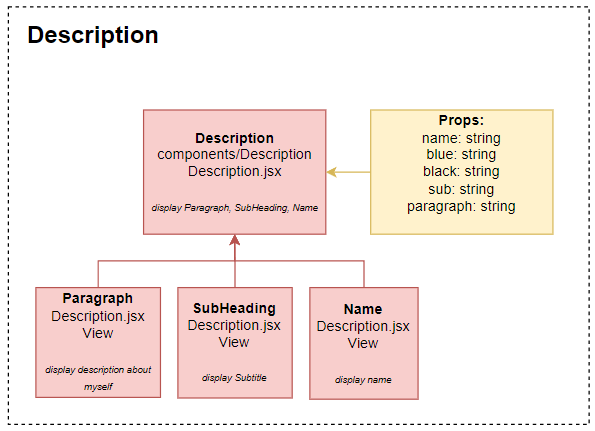 Description
Description
components/Description
Description.jsx
display Paragraph, SubHeading, Name
Props:
name: string
blue: string
black: string
sub: string
paragraph: string
Paragraph
Description.jsx
View
display description about
myself
SubHeading
Description.jsx
View
display Subtitle
Name
Description.jsx
View
display name